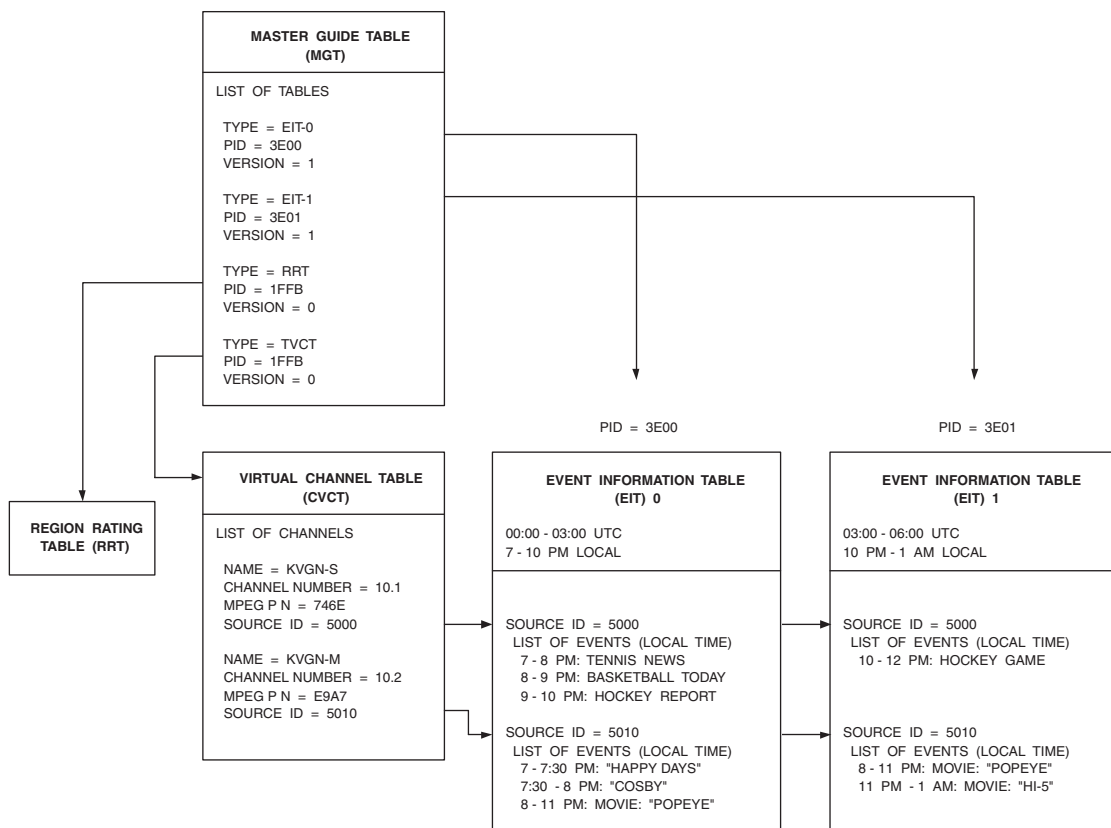 MASTER GUIDE TABLE
(MGT)
LIST OF TABLES
TYPE = EIT-0
PID = 3E00
VERSION = 1
TYPE = EIT-1
PID = 3E01
VERSION = 1
TYPE = RRT
PID = 1FFB
VERSION = 0
TYPE = TVCT
PID = 1FFB
VERSION = 0
REGION RATING
TABLE (RRT)
VIRTUAL CHANNEL TABLE
(CVCT)
LIST OF CHANNELS
NAME = KVGN-S
CHANNEL NUMBER = 10.1
MPEG P N = 746E
SOURCE ID = 5000
NAME = KVGN-M
CHANNEL NUMBER = 10.2
MPEG P N = E9A7
SOURCE ID = 5010
PID = 3E00
EVENT INFORMATION TABLE
(EIT) 0
00:00 - 03:00 UTC
7 - 10 PM LOCAL
SOURCE ID = 5000
LIST OF EVENTS (LOCAL TIME)
7 - 8 PM: TENNIS NEWS
8 - 9 PM: BASKETBALL TODAY
9 - 10 PM: HOCKEY REPORT
SOURCE ID = 5010
LIST OF EVENTS (LOCAL TIME)
7 - 7:30 PM: "HAPPY DAYS"
7:30 - 8 PM: "COSBY"
8 - 11 PM: MOVIE: "POPEYE"
PID = 3E01
EVENT INFORMATION TABLE
(EIT) 1
03:00 - 06:00 UTC
10 PM - 1 AM LOCAL
SOURCE ID = 5000
LIST OF EVENTS (LOCAL TIME)
10 - 12 PM: HOCKEY GAME
SOURCE ID = 5010
LIST OF EVENTS (LOCAL TIME)
8 - 11 PM: MOVIE: "POPEYE"
11 PM - 1 AM: MOVIE: "HI-5"